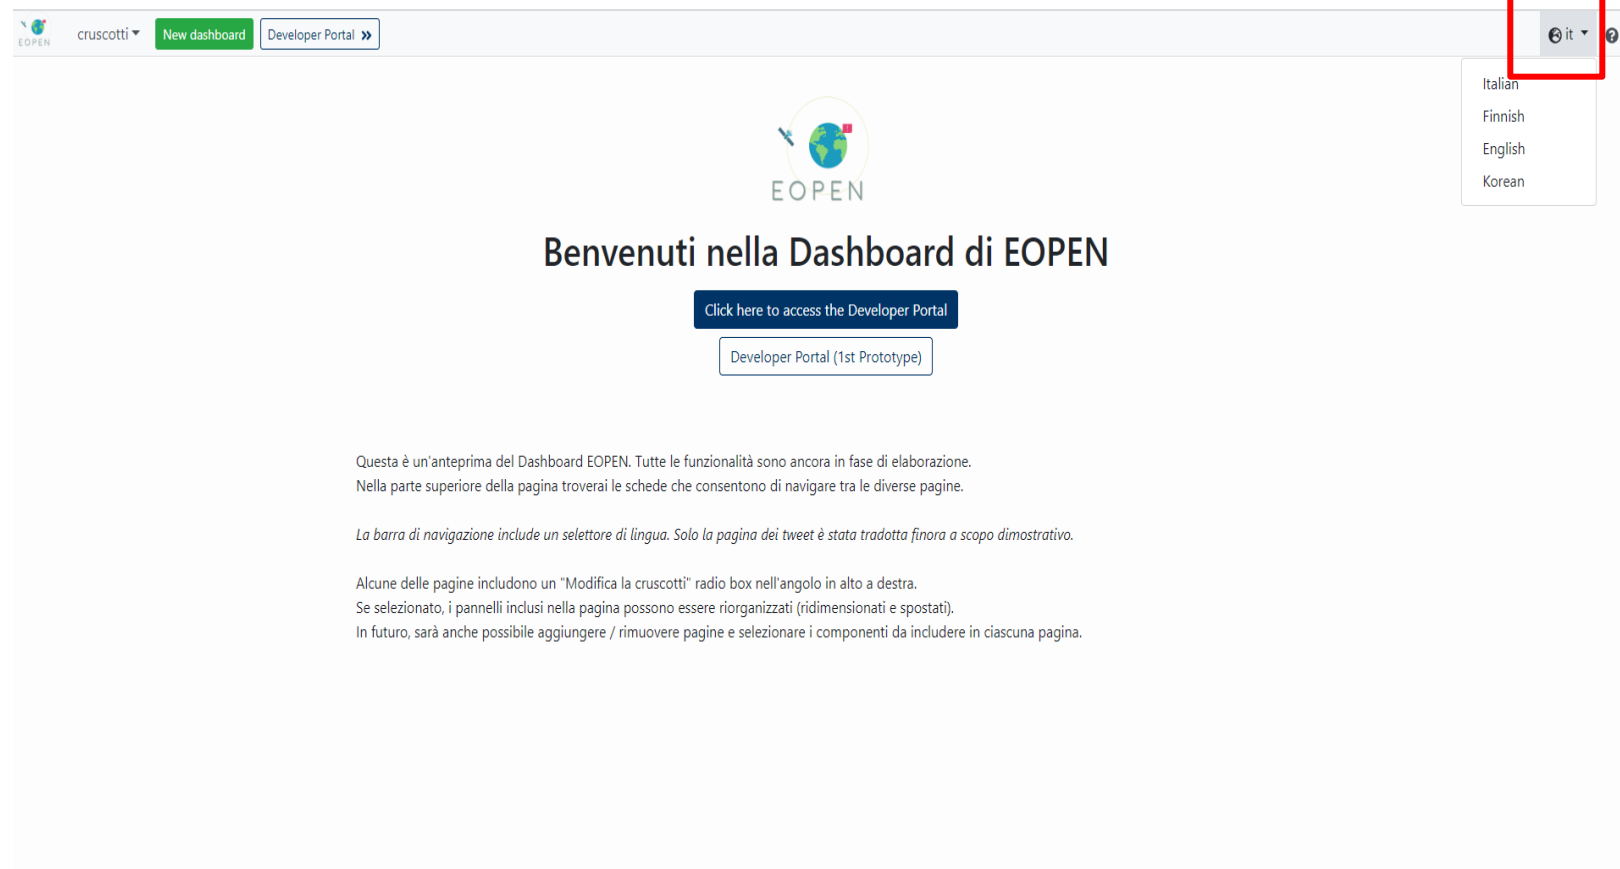 EOPEN
cruscotti
New dashboard
Developer Portal »
it
Italian
Finnish
English
Korean
EOPEN
Benvenuti nella Dashboard di EOPEN
Click here to access the Developer Portal
Developer Portal (1st Prototype)
Questa è un'anteprima del Dashboard EOPEN. Tutte le funzionalità sono ancora in fase di elaborazione.
Nella parte superiore della pagina troverai le schede che consentono di navigare tra le diverse pagine.
La barra di navigazione include un selettore di lingua. Solo la pagina dei tweet è stata tradotta finora a scopo dimostrativo.
Alcune delle pagine includono un "Modifica la cruscotti" radio box nell'angolo in alto a destra.
Se selezionato, i pannelli inclusi nella pagina possono essere riorganizzati (ridimensionati e spostati).
In futuro, sarà anche possibile aggiungere / rimuovere pagine e selezionare i componenti da includere in ciascuna pagina.